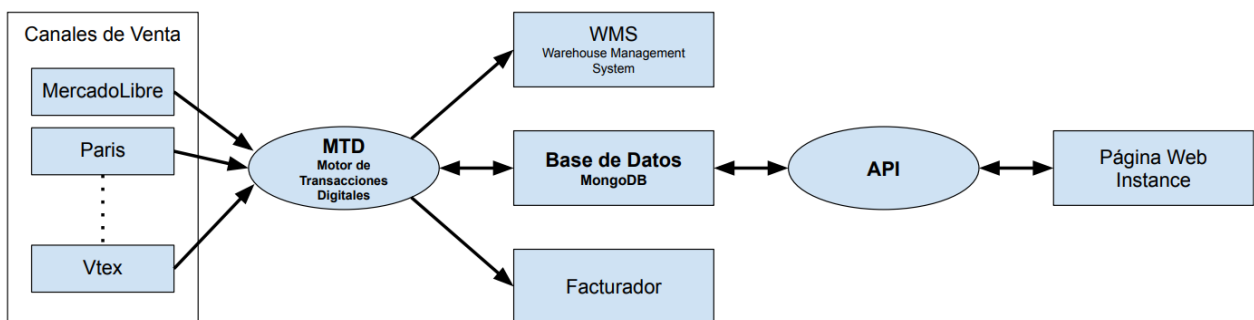 Canales de Venta
MercadoLibre
Paris
Vtex
MTD
Motor de
Transacciones
Digitales
WMS
Warehouse Management
System
Base de Datos
MongoDB
Facturador
API
Página Web
Instance